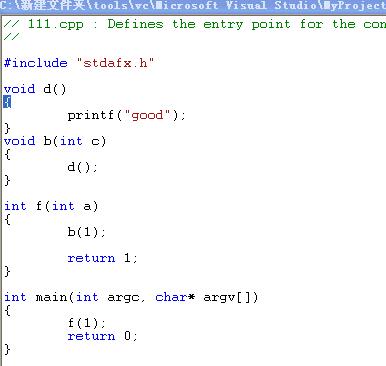 C:\新建文件夹\tools\vc\Microsoft Visual Studio\MyProject
// 111.cpp : Defines the entry point for the con
//
#include "stdafx.h"
void d()
{
printf("good");
}
void b(int c)
{
d();
}
int f(int a)
{
b(1);
return 1;
}
int main(int argc, char* argv[])
{
f(1);
return 0;
}